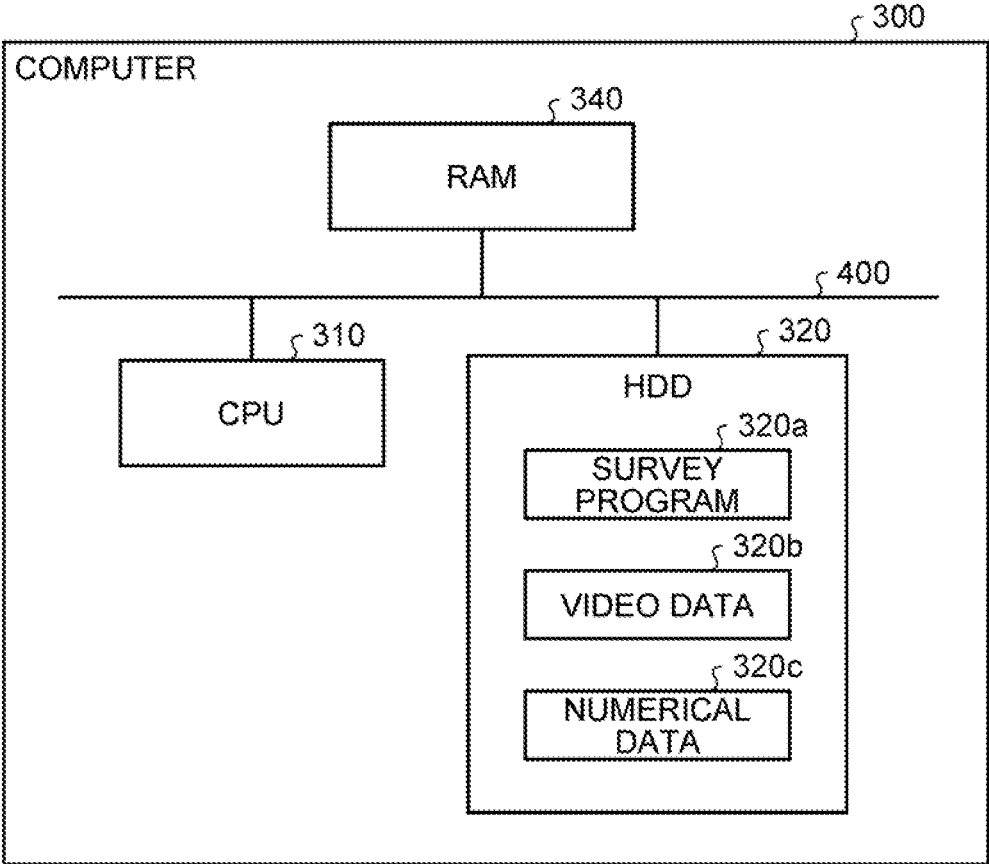 300
COMPUTER
340
RAM
400
310
CPU
320
HDD
320a
SURVEY
PROGRAM
320b
VIDEO DATA
320c
NUMERICAL
DATA